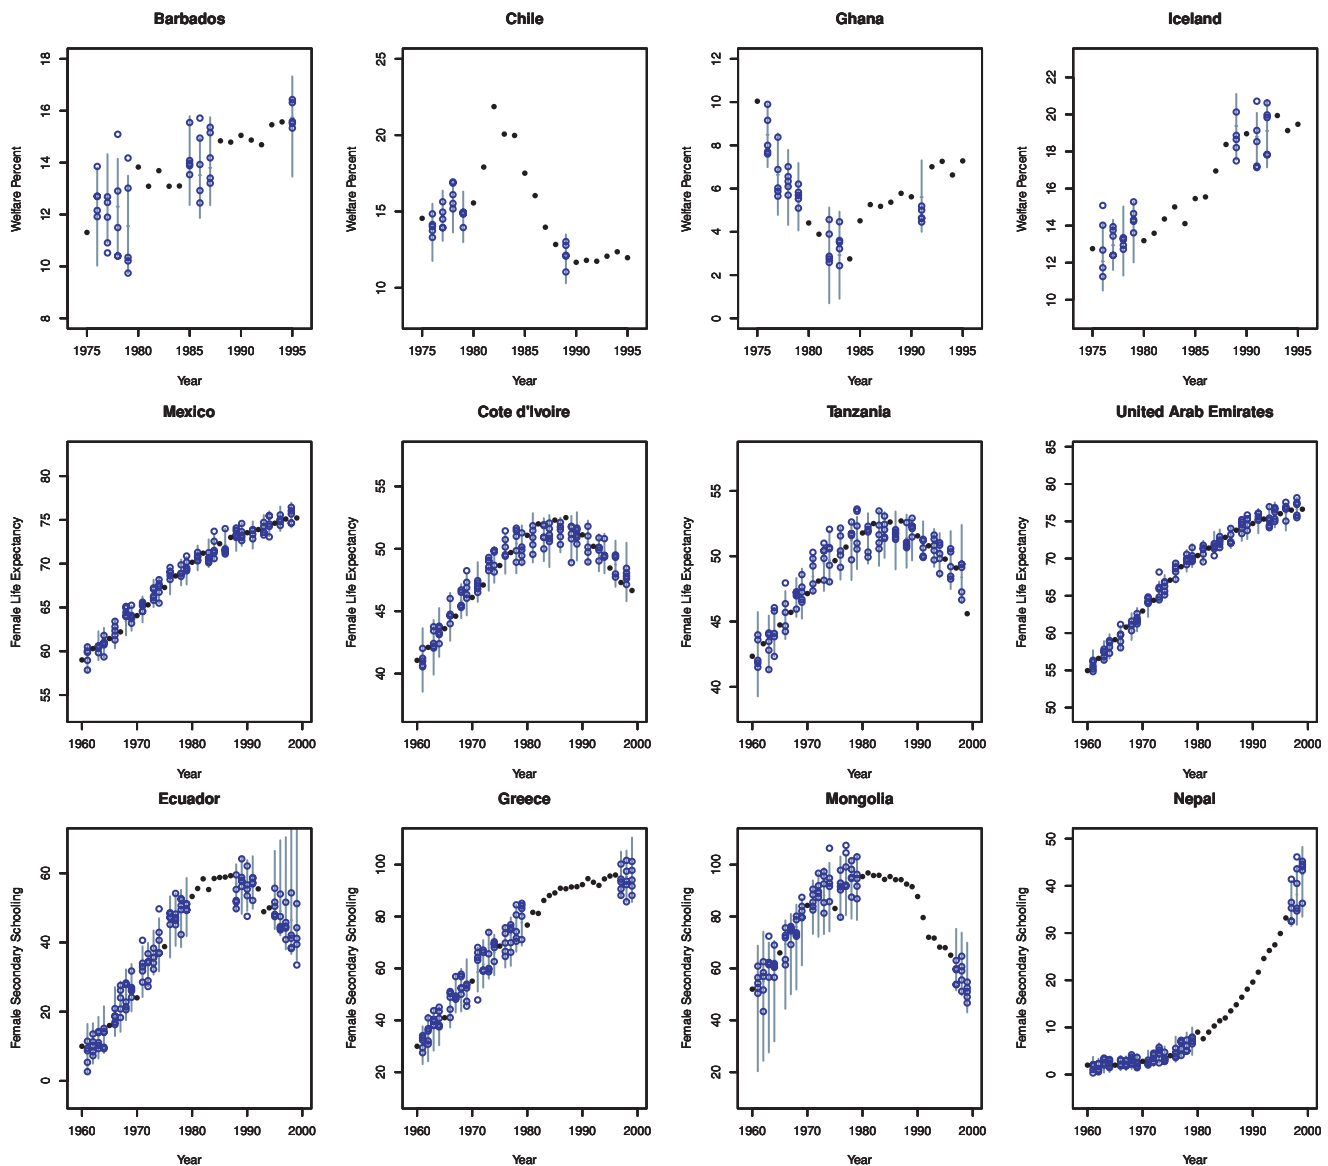 Barbados Chile Ghana Iceland
Welfare Percent Welfare Percent Welfare Percent Welfare Percent
18 25 12 22
16 20 10 20
14 15 8 18
12 10 6 16
10 4 14
8 2 12
0 10
1975 1980 1985 1990 1995 1975 1980 1985 1990 1995 1975 1980 1985 1990 1995 1975 1980 1985 1990 1995
Year Year Year Year
Mexico Cote d'Ivoire Tanzania United Arab Emirates
Female Life Expectancy Female Life Expectancy Female Life Expectancy Female Life Expectancy
80 55 55 85
75 50 50 80
70 45 45 75
65 40 40 70
60 65
55 60
55
50
1960 1970 1980 1990 2000 1960 1970 1980 1990 2000 1960 1970 1980 1990 2000 1960 1970 1980 1990 2000
Year Year Year Year
Ecuador Greece Mongolia Nepal
Female Secondary Schooling Female Secondary Schooling Female Secondary Schooling Female Secondary Schooling
60 100 100 50
40 80 80 40
20 60 60 30
0 40 40 20
20 20 10
0
1960 1970 1980 1990 2000 1960 1970 1980 1990 2000 1960 1970 1980 1990 2000 1960 1970 1980 1990 2000
Year Year Year Year